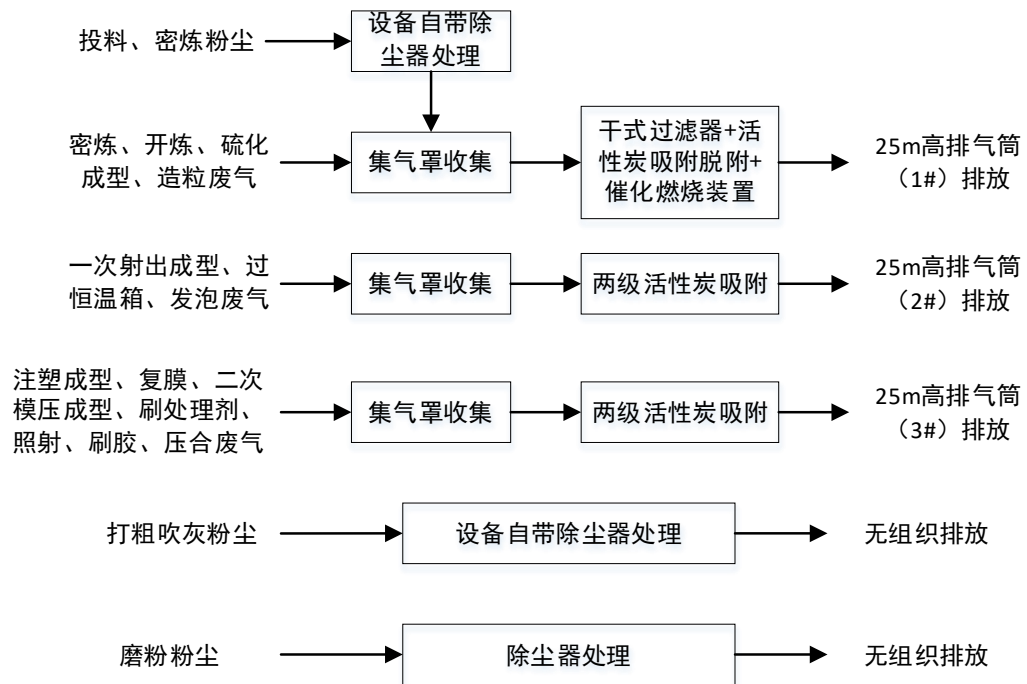 投料、密炼粉尘
设备自带除
尘器处理
密炼、开炼、硫化
成型、造粒废气
集气罩收集
干式过滤器+活
性炭吸附脱附+
催化燃烧装置
25m高排气筒
（1#）排放
一次射出成型、过
恒温箱、发泡废气
集气罩收集
两级活性炭吸附
25m高排气筒
（2#）排放
注塑成型、复膜、二次
模压成型、刷处理剂、
照射、刷胶、压合废气
集气罩收集
两级活性炭吸附
25m高排气筒
（3#）排放
打粗吹灰粉尘
设备自带除尘器处理
无组织排放
磨粉粉尘
除尘器处理
无组织排放